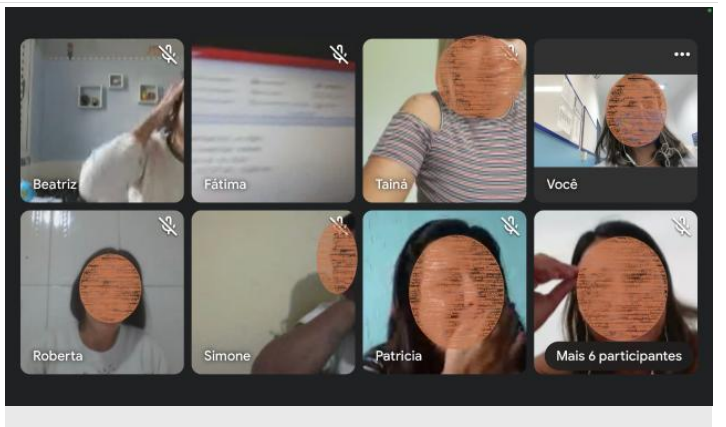 Beatriz
Fátima
Tainá
Você
Roberta
Simone
Patricia
Mais 6 participantes